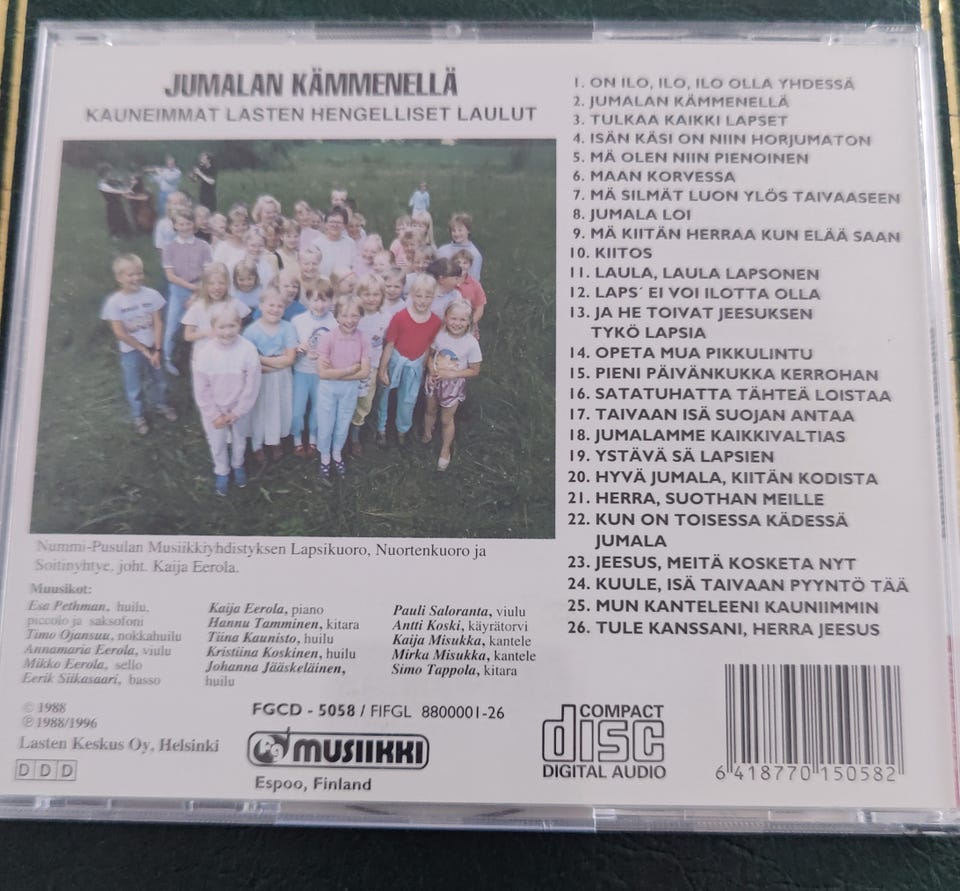 JUMALAN KÄMMENELLÄ
KAUNEIMMAT LASTEN HENGELLISET LAULUT
1. ON ILO, ILO, ILO OLLA YHDESSÄ
2. JUMALAN KÄMMENELLÄ
3. TULKAA KAIKKI LAPSET
4. ISÄN KÄSI ON NIIN HORJUMATON
5. MÄ OLEN NIIN PIENOINEN
6. MAAN KORVESSA
7. MÄ SILMÄT LUON YLÖS TAIVAASEEN
8. JUMALA LOI
9. MÄ KIITÄN HERRAA KUN ELÄÄ SAAN
10. KIITOS
11. LAULA, LAULA LAPSONEN
12. LAPS´ EI VOI ILOTTA OLLA
13. JA HE TOIVAT JEESUKSEN
TYKÖ LAPSIA
14. OPETA MUA PIKKULINTU
15. PIENI PÄIVÄNKUKKA KERROHAN
16. SATATUHATTA TÄHTEÄ LOISTAA
17. TAIVAAN ISÄ SUOJAN ANTAA
18. JUMALAMME KAIKKIVALTIAS
19. YSTÄVÄ SÄ LAPSIEN
20. HYVÄ JUMALA, KIITÄN KODISTA
21. HERRA, SUOTHAN MEILLE
22. KUN ON TOISESSA KÄDESSÄ
JUMALA
23. JEESUS, MEITÄ KOSKETA NYT
24. KUULE, ISÄ TAIVAAN PYYNTÖ TÄÄ
25. MUN KANTELEENI KAUNIIMMIN
26. TULE KANSSANI, HERRA JEESUS
Nummi-Pusulan Musiikkiyhdistyksen Lapsikuoro, Nuortenkuoro ja
Soitinyhtye, joht. Kaija Eerola.
Muusikot:
Esa Pethman, huilu,
piccolo ja saksofoni
Timo Ojansuu, nokkahuilu
Annamaria Eerola, viulu
Mikko Eerola, sello
Eerik Siikasaari, basso
Kaija Eerola, piano
Hannu Tamminen, kitara
Tiina Kaunisto, huilu
Kristiina Koskinen, huilu
Johanna Jääskeläinen,
huilu
Pauli Saloranta, viulu
Antti Koski, käyrätorvi
Kaija Misukka, kantele
Mirka Misukka, kantele
Simo Tappola, kitara
© 1988
℗ 1988/1996
Lasten Keskus Oy, Helsinki
DDD
FGCD - 5058 / FIFGL 8800001-26
MUSIIKKI
Espoo, Finland
COMPACT
disc
DIGITAL AUDIO
6 418770 150582